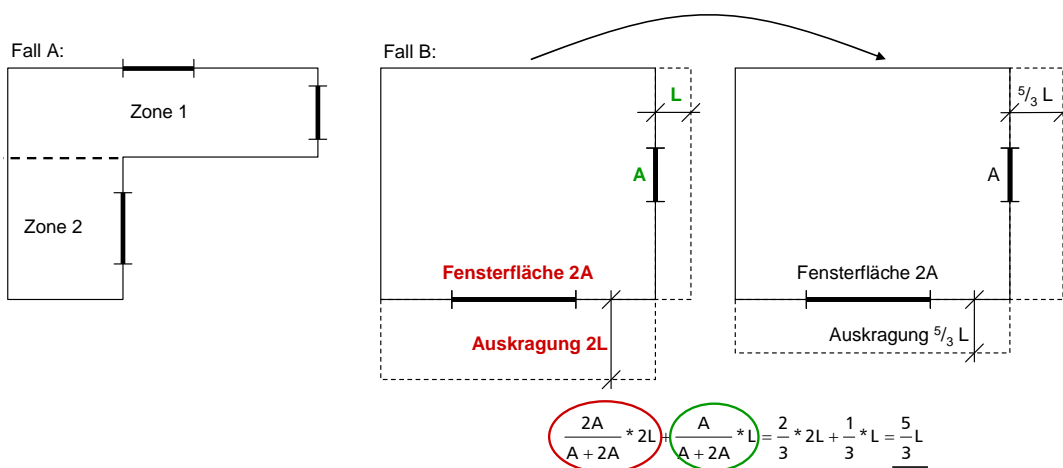 Fall A:
Zone 1
Zone 2
Fall B:
L
A
Fensterfläche 2A
Auskragung 2L
5/3 L
A
Fensterfläche 2A
Auskragung 5/3 L
2A/(A + 2A) * 2L + A/(A + 2A) * L = 2/3 * 2L + 1/3 * L = 5/3 L